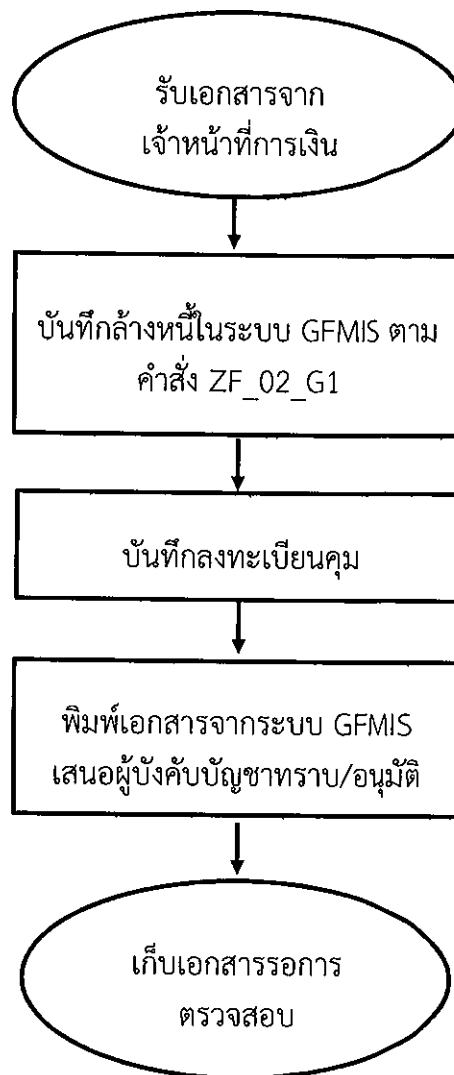 รับเอกสารจาก
เจ้าหน้าที่การเงิน
บันทึกล้างหนี้ในระบบ GFMIS ตาม
คำสั่ง ZF_02_G1
บันทึกลงทะเบียนคุม
พิมพ์เอกสารจากระบบ GFMIS
เสนอผู้บังคับบัญชาทราบ/อนุมัติ
เก็บเอกสารรอการ
ตรวจสอบ